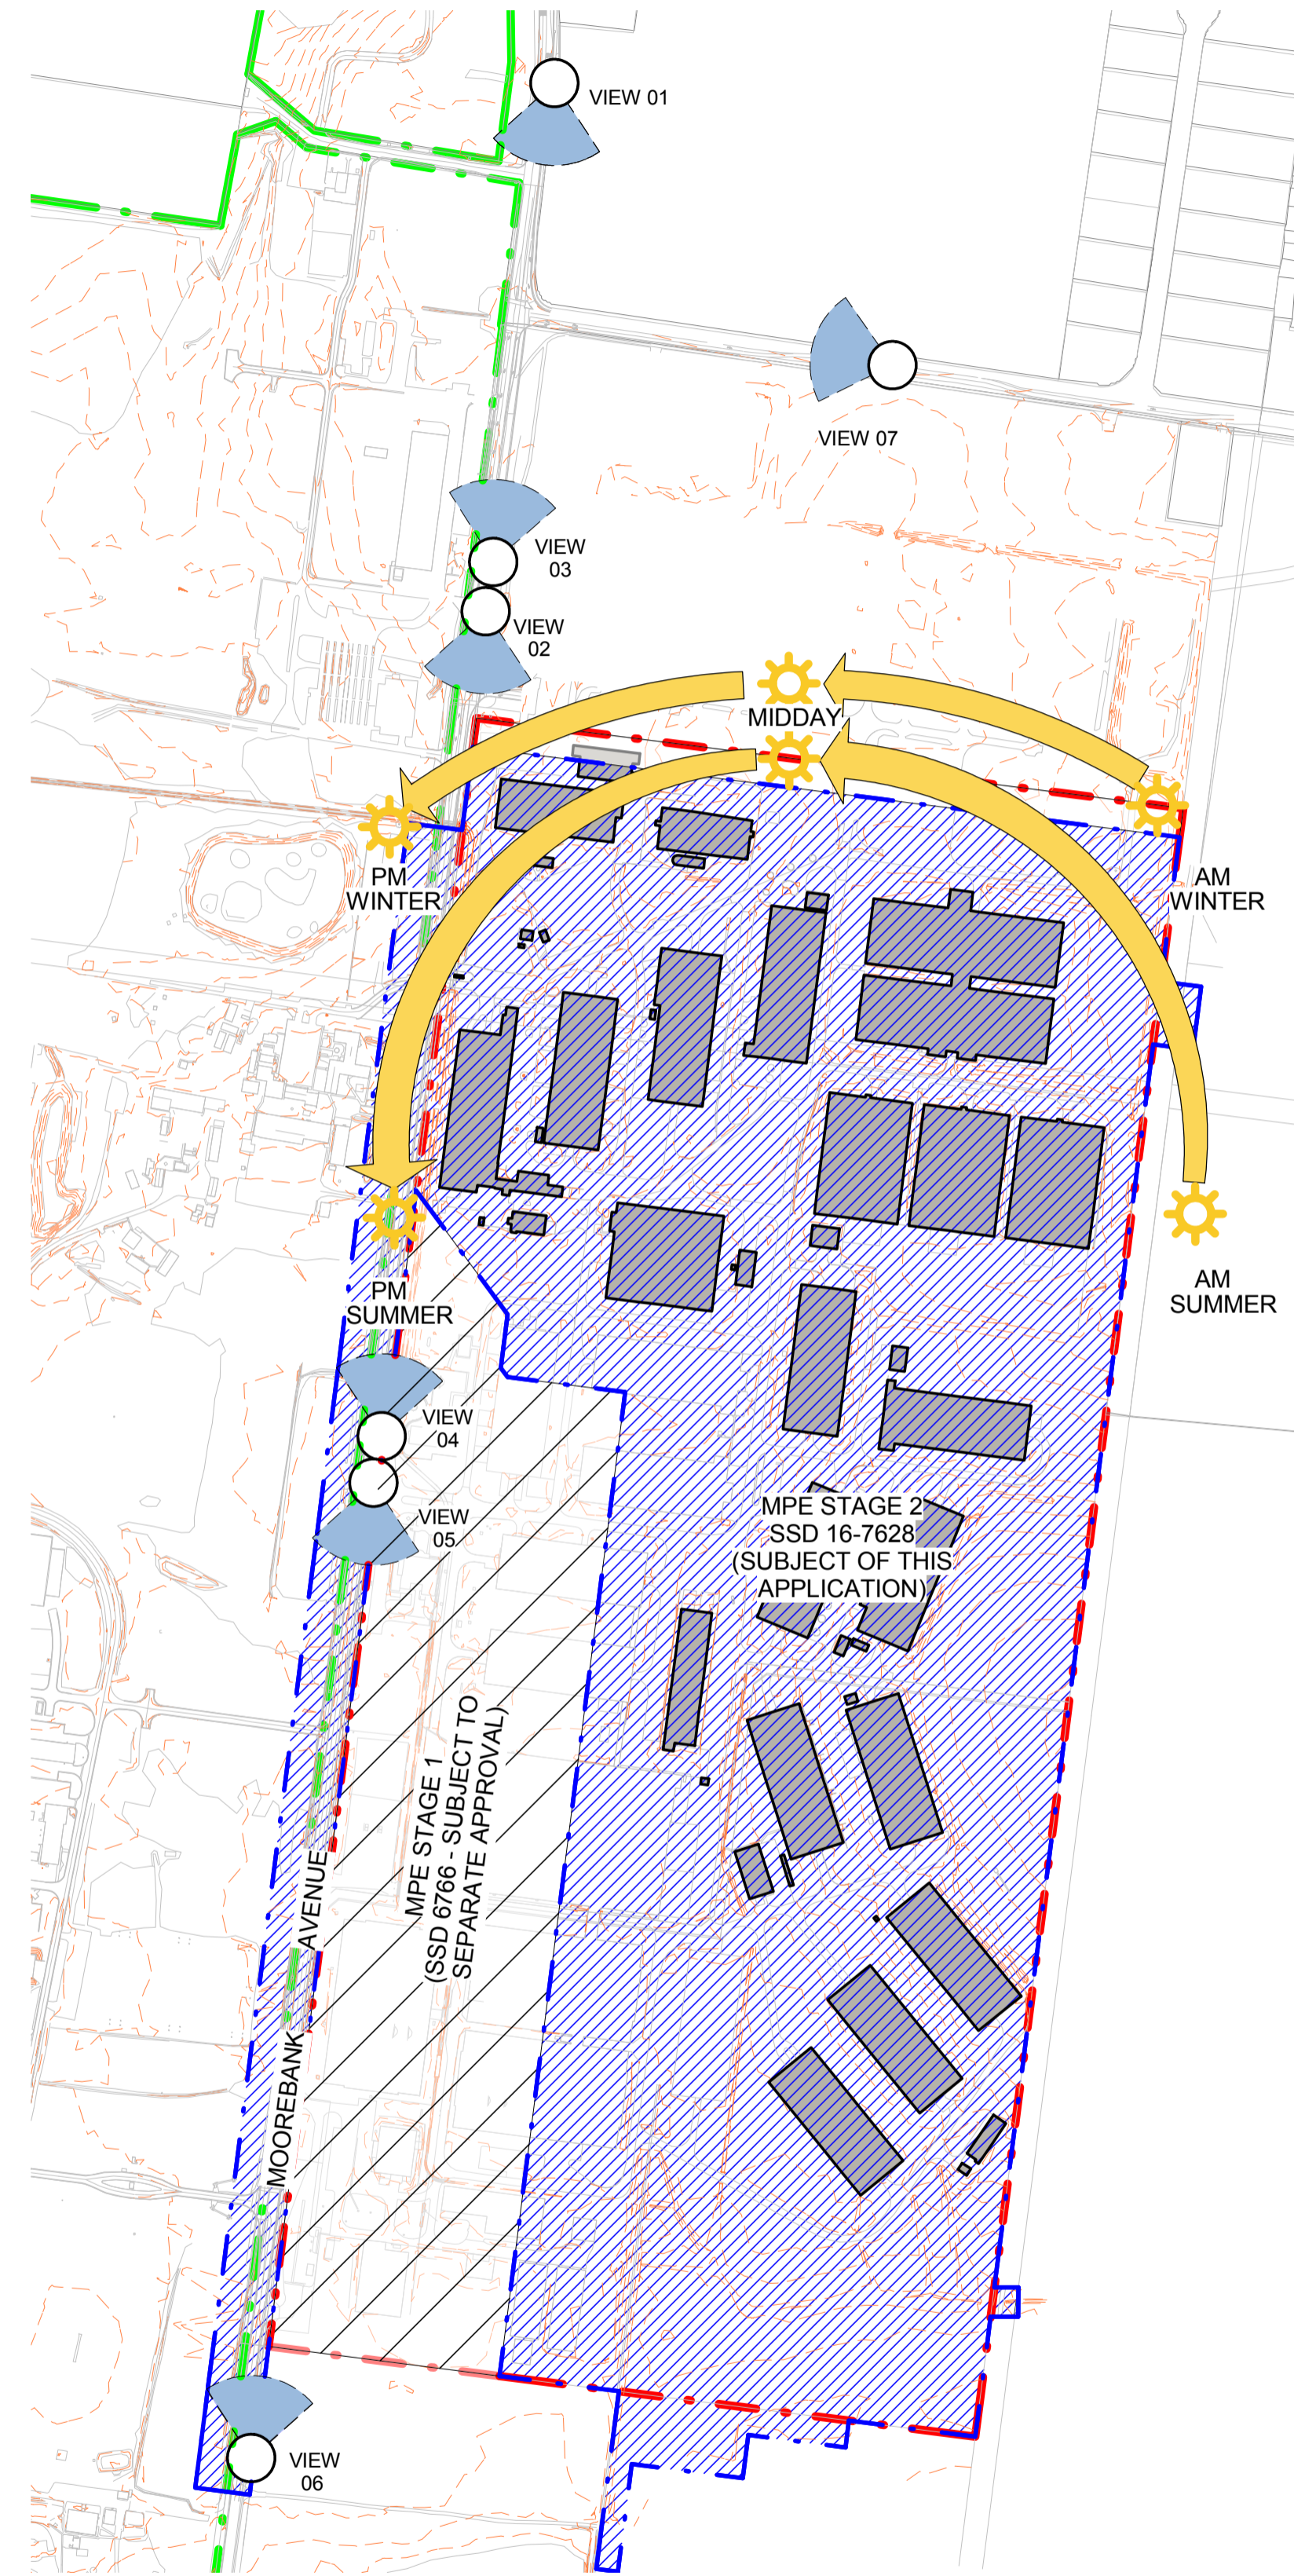 VIEW 01
VIEW 07
VIEW
03
VIEW
02
MIDDAY
PM
WINTER
AM
WINTER
PM
SUMMER
AM
SUMMER
VIEW
04
VIEW
05
MPE STAGE 2
SSD 16-7628
(SUBJECT OF THIS
APPLICATION)
MPE STAGE 1
(SSD 6766 - SUBJECT TO
SEPARATE APPROVAL)
MOOREBANK AVENUE
VIEW
06